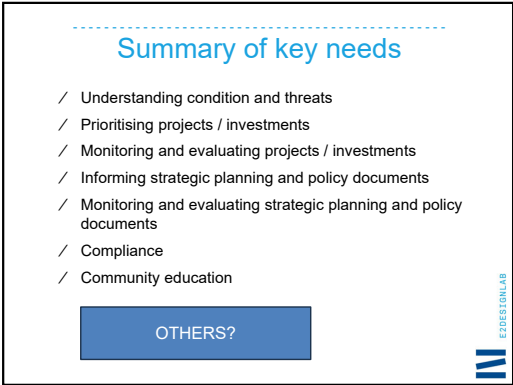 Summary of key needs
∕ Understanding condition and threats
∕ Prioritising projects / investments
∕ Monitoring and evaluating projects / investments
∕ Informing strategic planning and policy documents
∕ Monitoring and evaluating strategic planning and policy
documents
∕ Compliance
∕ Community education
OTHERS?
E2DESIGNLAB